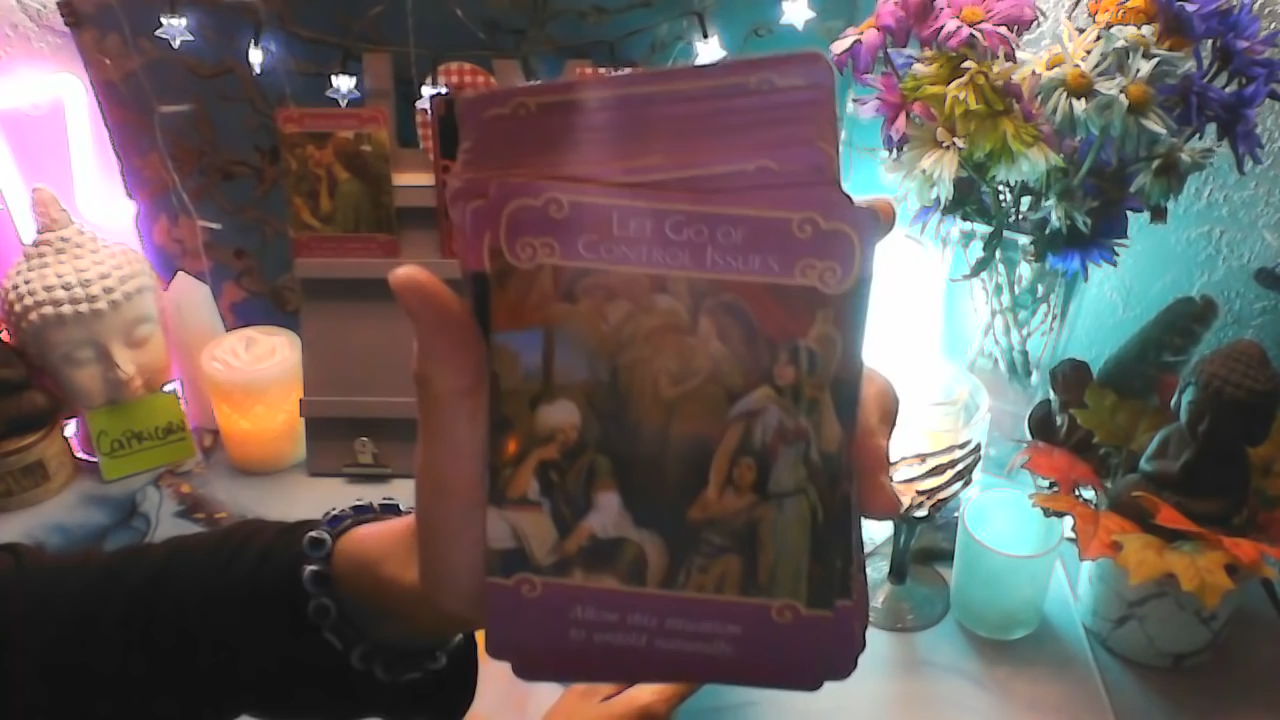 LET GO OF
CONTROL ISSUES
Allow this situation
to unfold naturally.
CAPRICORN